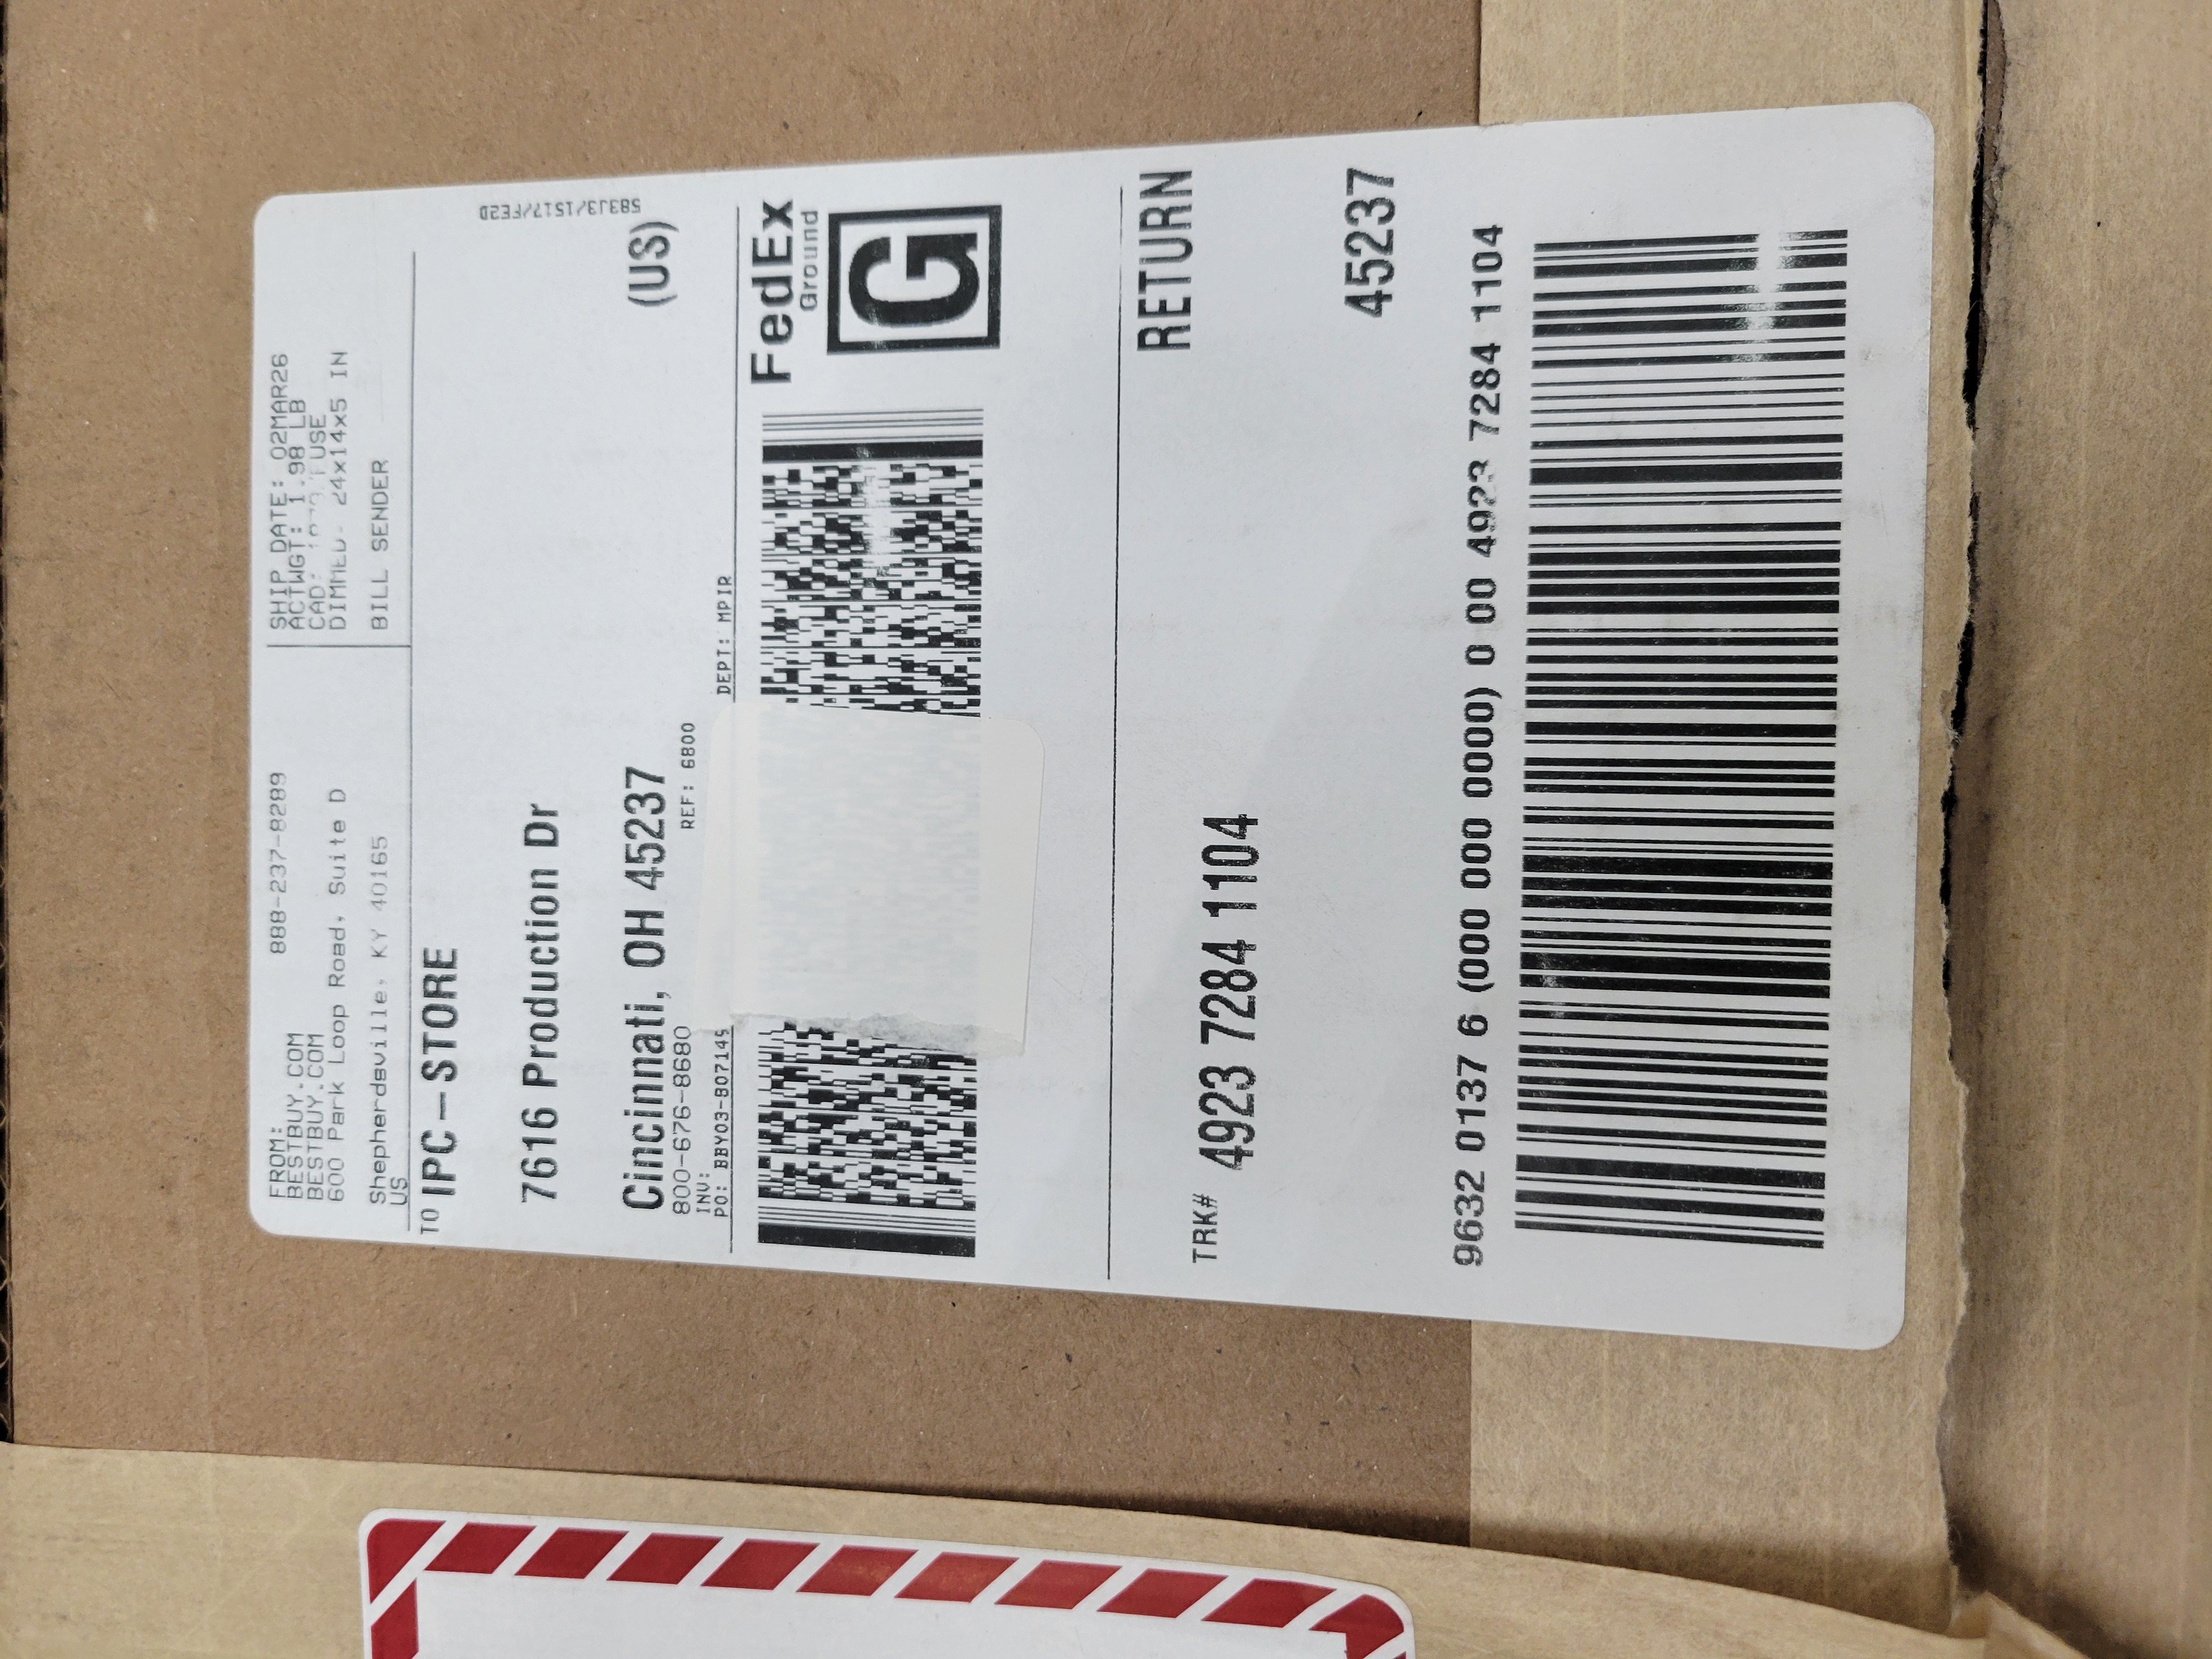 FROM: 888-237-8289
BESTBUY.COM
BESTBUY.COM
600 Park Loop Road, Suite D
Shepherdsville, KY 40165
US
SHIP DATE: 02MAR26
ACTWGT: 1.98 LB
CAD:
DIMMED: 24x14x5 IN
BILL SENDER
TO IPC-STORE
7616 Production Dr
Cincinnati, OH 45237
(US)
583J3/1517/FE2D
800-676-8680 REF: 6800
INV:
PO: BBY03-807145 DEPT: MPIR
FedEx
Ground
G
RETURN
TRK# 4923 7284 1104
45237
9632 0137 6 (000 000 0000) 0 00 4923 7284 1104